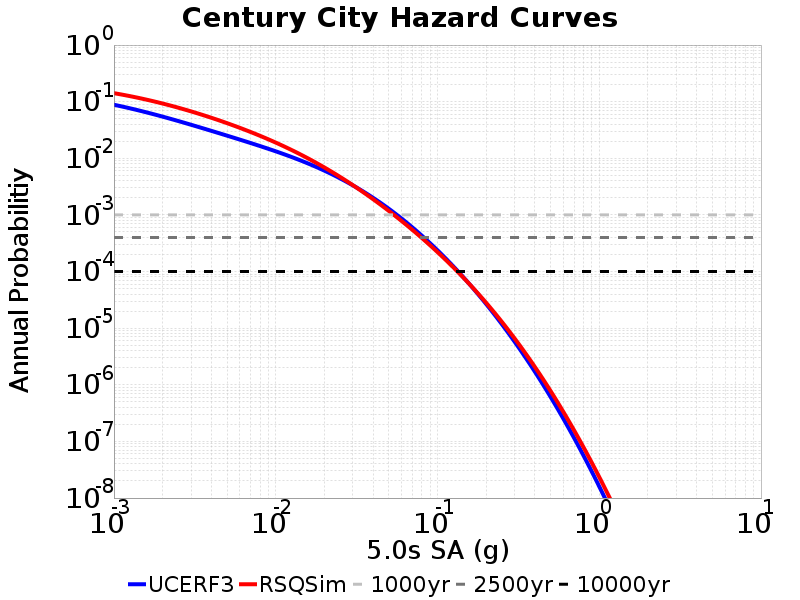 Century City Hazard Curves
10^0
10^-1
10^-2
10^-3
10^-4
10^-5
10^-6
10^-7
10^-8
Annual Probabilitiy
10^-3 10^-2 10^-1 10^0 10^1
5.0s SA (g)
UCERF3 RSQSim 1000yr 2500yr 10000yr